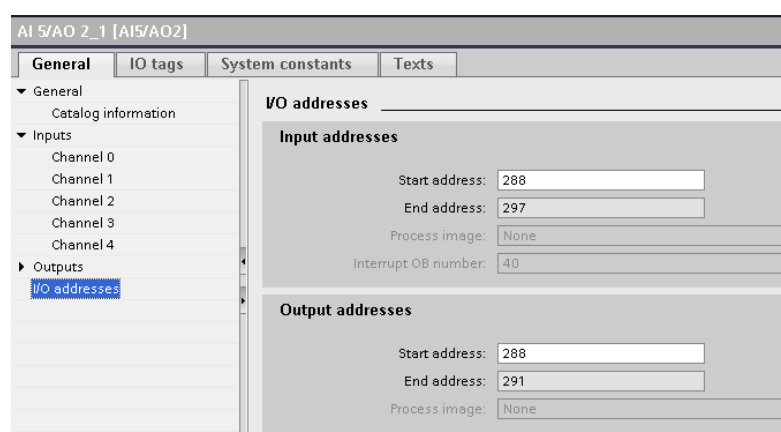 AI 5/AO 2_1 [AI5/AO2]
General IO tags System constants Texts
General
Catalog information
Inputs
Channel 0
Channel 1
Channel 2
Channel 3
Channel 4
Outputs
I/O addresses
I/O addresses
Input addresses
Start address: 288
End address: 297
Process image: None
Interrupt OB number: 40
Output addresses
Start address: 288
End address: 291
Process image: None